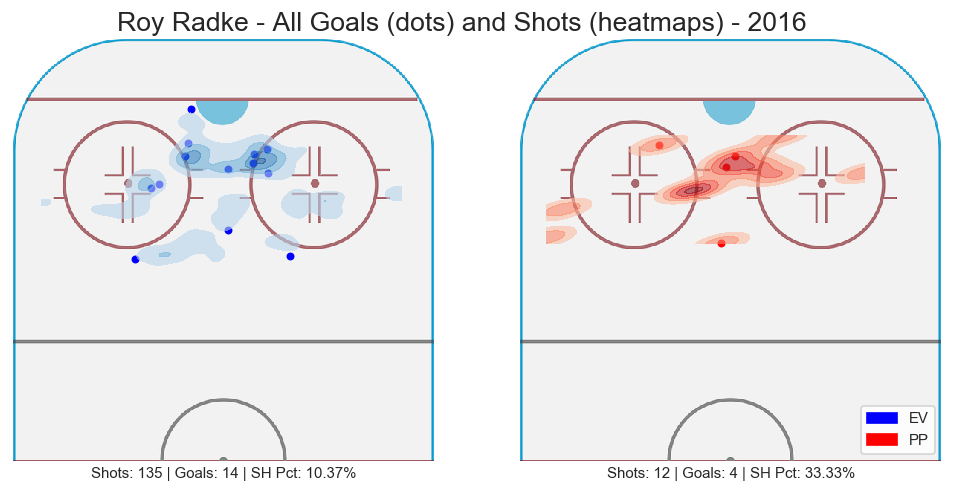 Roy Radke - All Goals (dots) and Shots (heatmaps) - 2016
EV
PP
Shots: 135 | Goals: 14 | SH Pct: 10.37%
Shots: 12 | Goals: 4 | SH Pct: 33.33%